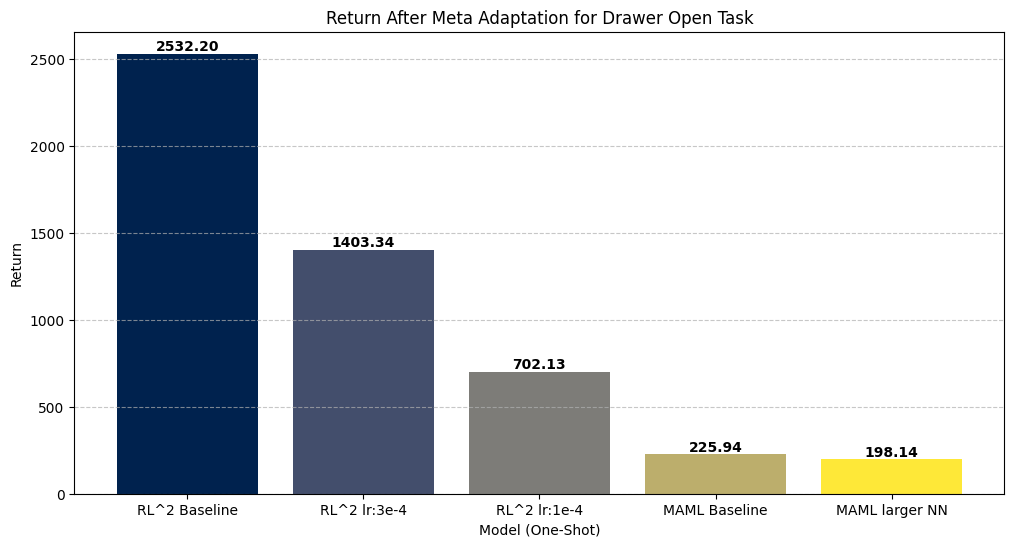 Return After Meta Adaptation for Drawer Open Task
Return
2500
2000
1500
1000
500
0
2532.20
1403.34
702.13
225.94
198.14
RL^2 Baseline
RL^2 lr:3e-4
RL^2 lr:1e-4
MAML Baseline
MAML larger NN
Model (One-Shot)